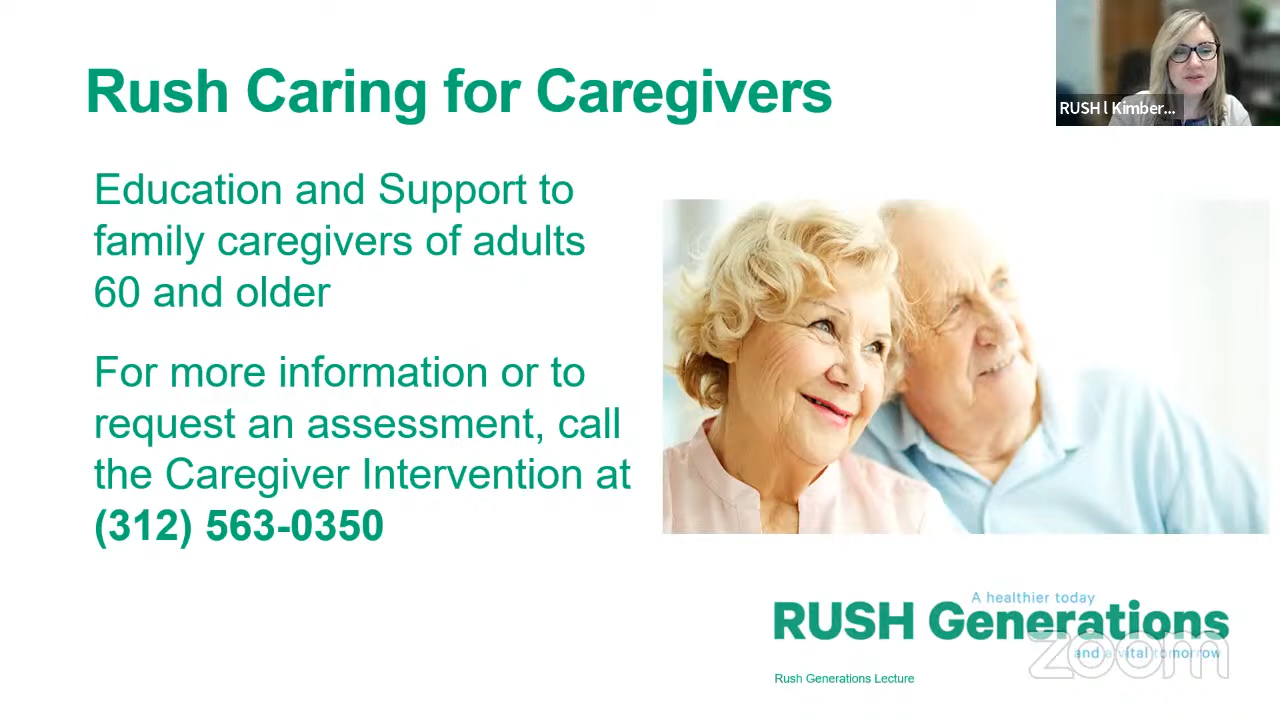 Rush Caring for Caregivers
RUSH l Kimber...
Education and Support to
family caregivers of adults
60 and older
For more information or to
request an assessment, call
the Caregiver Intervention at
(312) 563-0350
A healthier today
RUSH Generations
and a vital tomorrow
zoom
Rush Generations Lecture